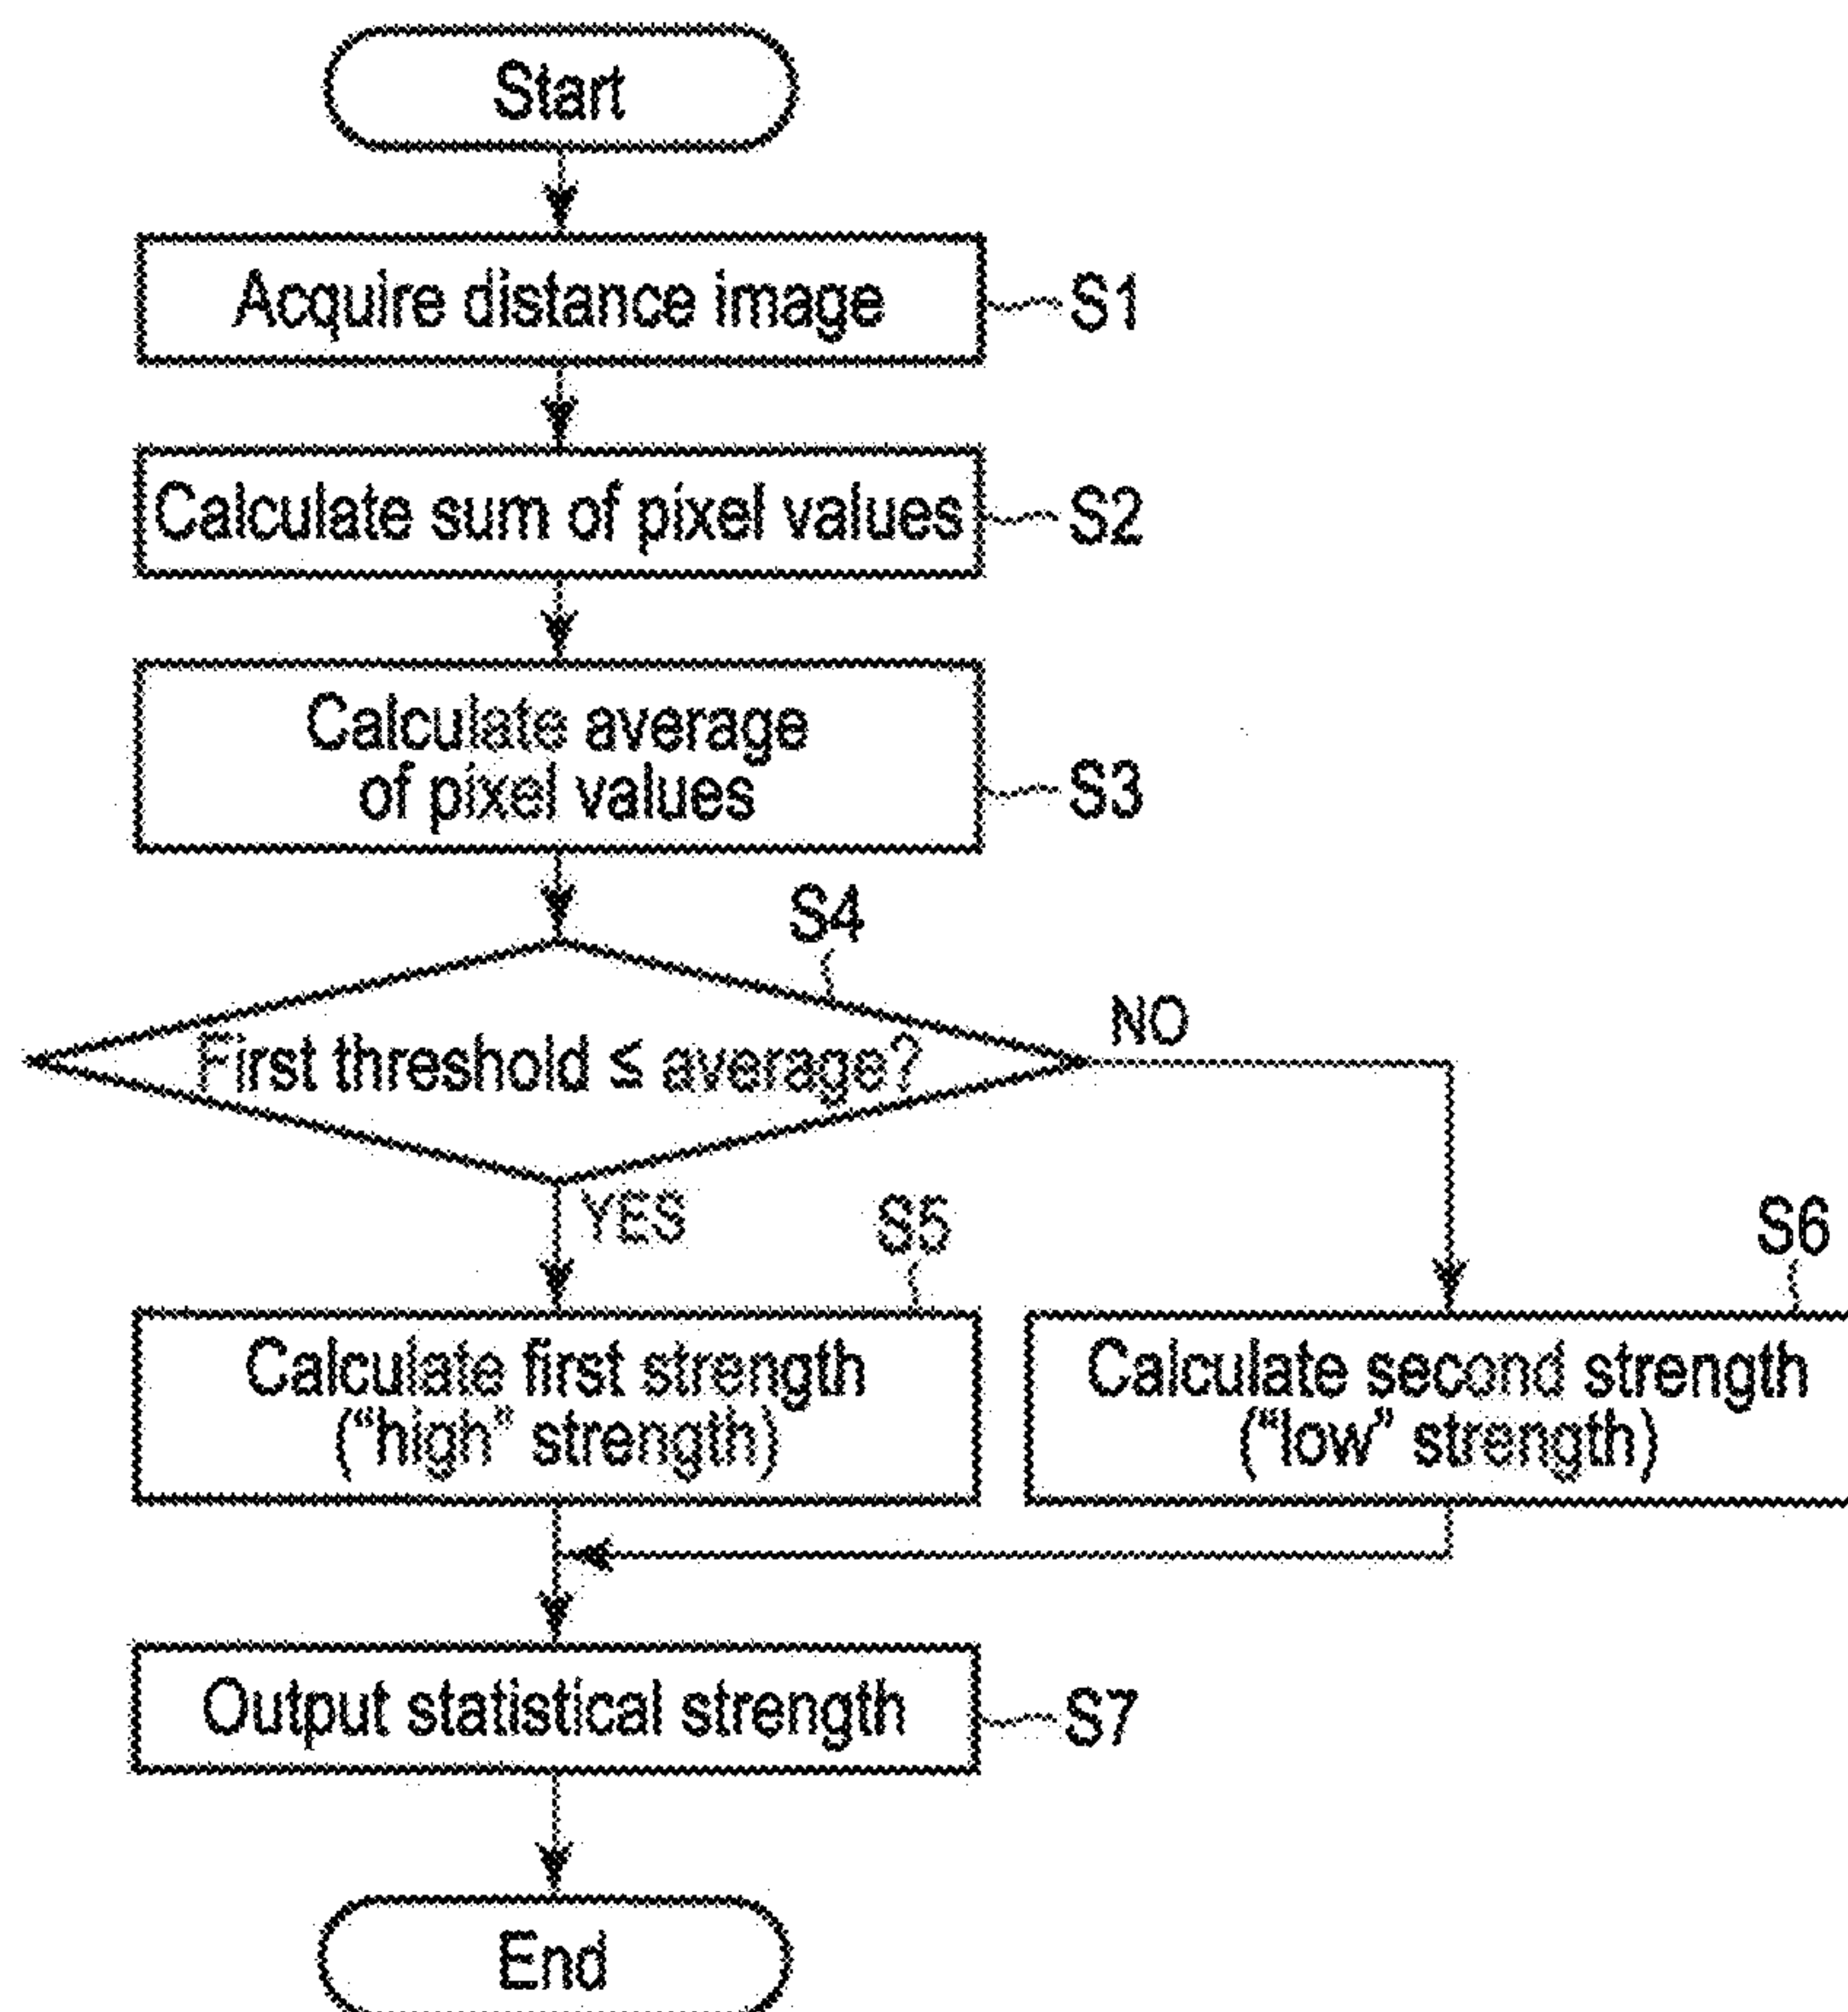 Start
Acquire distance image
S1
Calculate sum of pixel values
S2
Calculate average
of pixel values
S3
S4
First threshold ≤ average?
NO
YES
S5
S6
Calculate first strength
(“high” strength)
Calculate second strength
(“low” strength)
Output statistical strength
S7
End